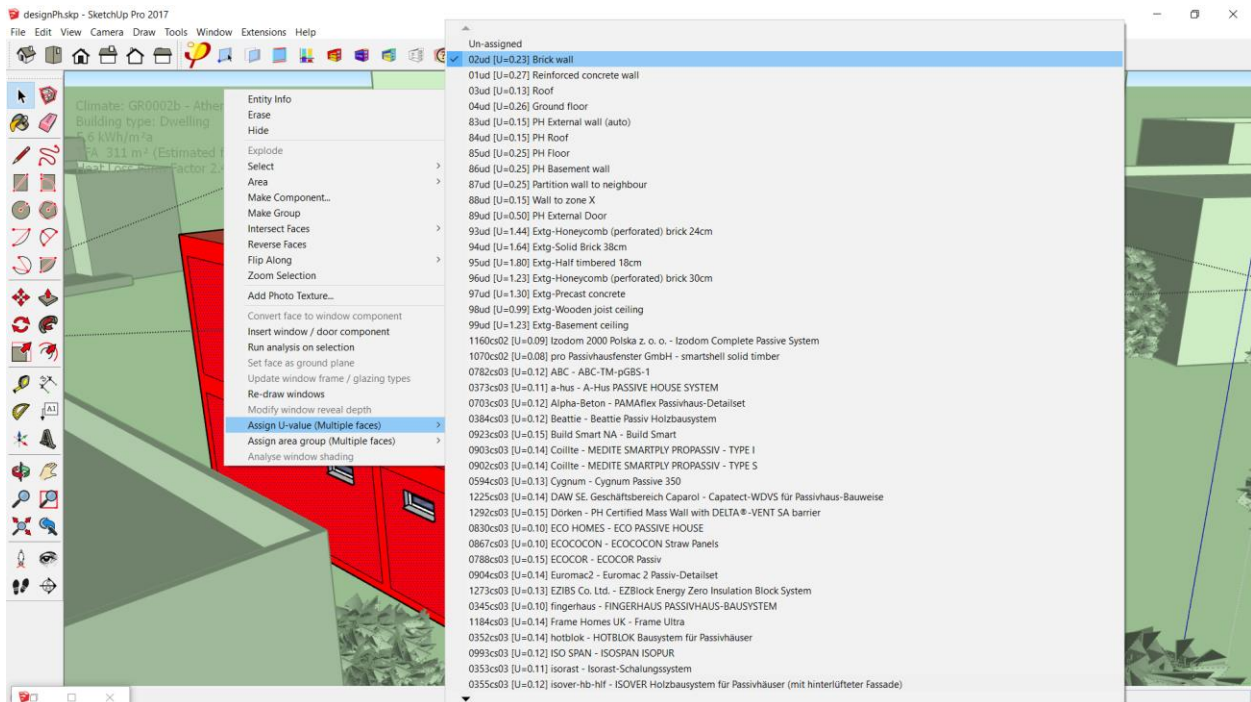 designPh.skp - SketchUp Pro 2017
File Edit View Camera Draw Tools Window Extensions Help
Climate: GR0002b - Ather
Building type: Dwelling
kWh/m²a
311 m² (Estimated
Factor 2.
A1
Entity Info
Erase
Hide
Explode
Select
Area
Make Component...
Make Group
Intersect Faces
Reverse Faces
Flip Along
Zoom Selection
Add Photo Texture...
Convert face to window component
Insert window / door component
Run analysis on selection
Set face as ground plane
Update window frame / glazing types
Re-draw windows
Modify window reveal depth
Assign U-value (Multiple faces)
Assign area group (Multiple faces)
Analyse window shading
Un-assigned
02ud [U=0.23] Brick wall
01ud [U=0.27] Reinforced concrete wall
03ud [U=0.13] Roof
04ud [U=0.26] Ground floor
83ud [U=0.15] PH External wall (auto)
84ud [U=0.15] PH Roof
85ud [U=0.25] PH Floor
86ud [U=0.25] PH Basement wall
87ud [U=0.25] Partition wall to neighbour
88ud [U=0.15] Wall to zone X
89ud [U=0.50] PH External Door
93ud [U=1.44] Extg-Honeycomb (perforated) brick 24cm
94ud [U=1.64] Extg-Solid Brick 38cm
95ud [U=1.80] Extg-Half timbered 18cm
96ud [U=1.23] Extg-Honeycomb (perforated) brick 30cm
97ud [U=1.30] Extg-Precast concrete
98ud [U=0.99] Extg-Wooden joist ceiling
99ud [U=1.23] Extg-Basement ceiling
1160cs02 [U=0.09] Izodom 2000 Polska z. o. o. - Izodom Complete Passive System
1070cs02 [U=0.08] pro Passivhausfenster GmbH - smartshell solid timber
0782cs03 [U=0.12] ABC - ABC-TM-pGBS-1
0373cs03 [U=0.11] a-hus - A-Hus PASSIVE HOUSE SYSTEM
0703cs03 [U=0.12] Alpha-Beton - PAMAflex Passivhaus-Detailset
0384cs03 [U=0.12] Beattie - Beattie Passiv Holzbausystem
0923cs03 [U=0.15] Build Smart NA - Build Smart
0903cs03 [U=0.14] Coillte - MEDITE SMARTPLY PROPASSIV - TYPE I
0902cs03 [U=0.14] Coillte - MEDITE SMARTPLY PROPASSIV - TYPE S
0594cs03 [U=0.13] Cygnum - Cygnum Passive 350
1225cs03 [U=0.14] DAW SE. Geschäftsbereich Caparol - Capatect-WDVS für Passivhaus-Bauweise
1292cs03 [U=0.15] Dörken - PH Certified Mass Wall with DELTA®-VENT SA barrier
0830cs03 [U=0.10] ECO HOMES - ECO PASSIVE HOUSE
0867cs03 [U=0.10] ECOCOCON - ECOCOCON Straw Panels
0788cs03 [U=0.15] ECOCOR - ECOCOR Passiv
0904cs03 [U=0.14] Euromac2 - Euromac 2 Passiv-Detailset
1273cs03 [U=0.13] EZIBS Co. Ltd. - EZBlock Energy Zero Insulation Block System
0345cs03 [U=0.10] fingerhaus - FINGERHAUS PASSIVHAUS-BAUSYSTEM
1184cs03 [U=0.14] Frame Homes UK - Frame Ultra
0352cs03 [U=0.14] hotblok - HOTBLOK Bausystem für Passivhäuser
0993cs03 [U=0.12] ISO SPAN - ISOSPAN ISOPUR
0353cs03 [U=0.11] isorast - Isorast-Schalungssystem
0355cs03 [U=0.12] isover-hb-hlf - ISOVER Holzbausystem für Passivhäuser (mit hinterlüfteter Fassade)